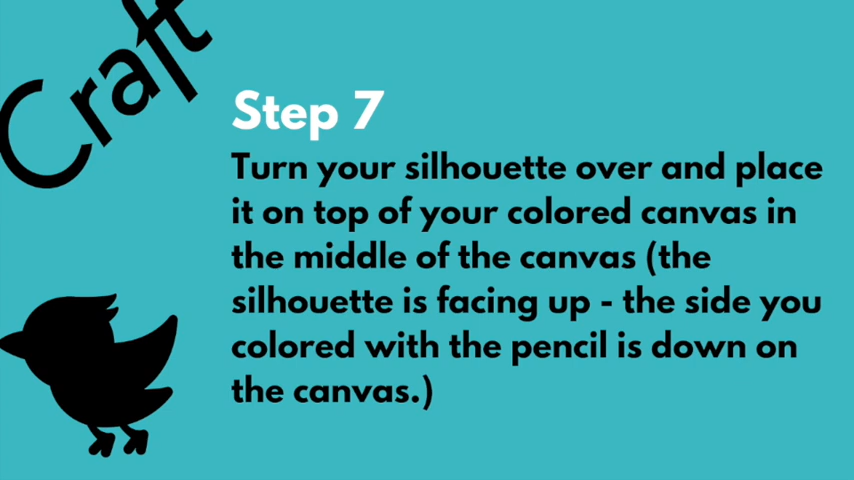 Craft
Step 7
Turn your silhouette over and place
it on top of your colored canvas in
the middle of the canvas (the
silhouette is facing up - the side you
colored with the pencil is down on
the canvas.)